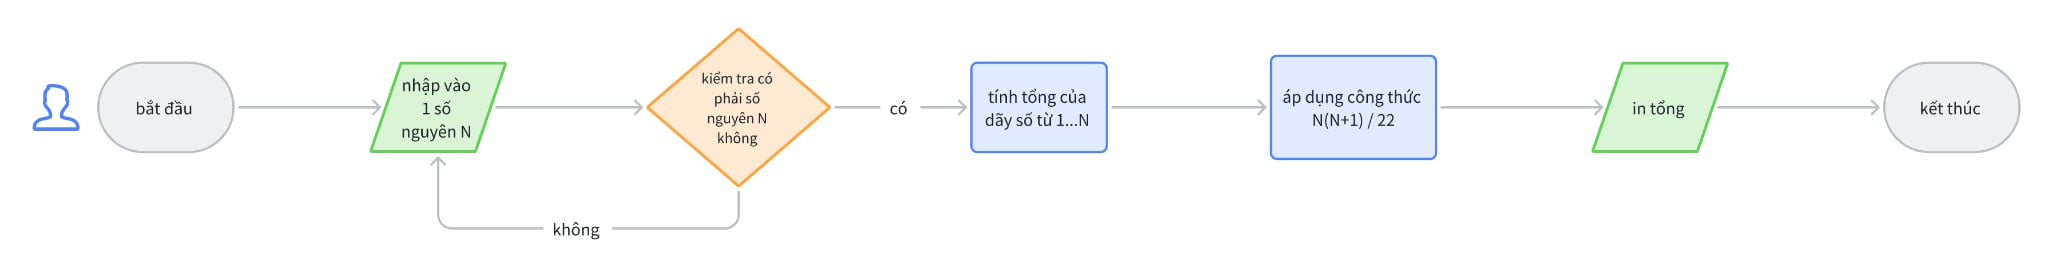 bắt đầu
nhập vào
1 số
nguyên N
kiểm tra có
phải số
nguyên N
không
có
không
tính tổng của
dãy số từ 1...N
áp dụng công thức
N(N+1) / 22
in tổng
kết thúc